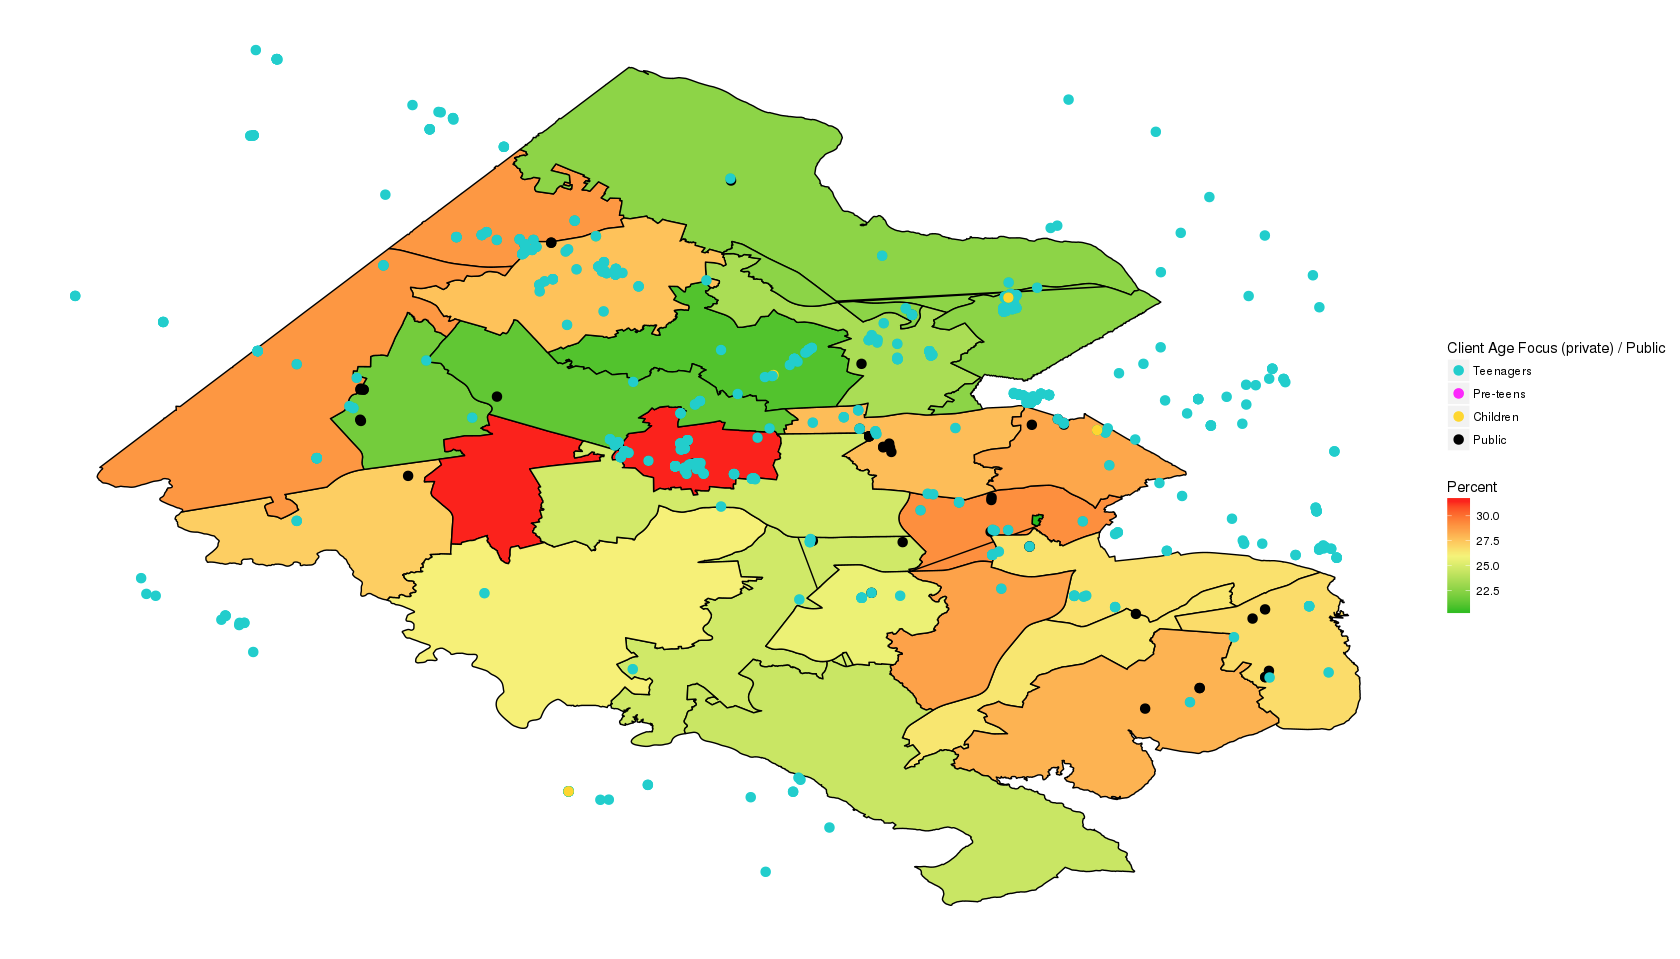 Client Age Focus (private) / Public
Teenagers
Pre-teens
Children
Public
Percent
30.0
27.5
25.0
22.5